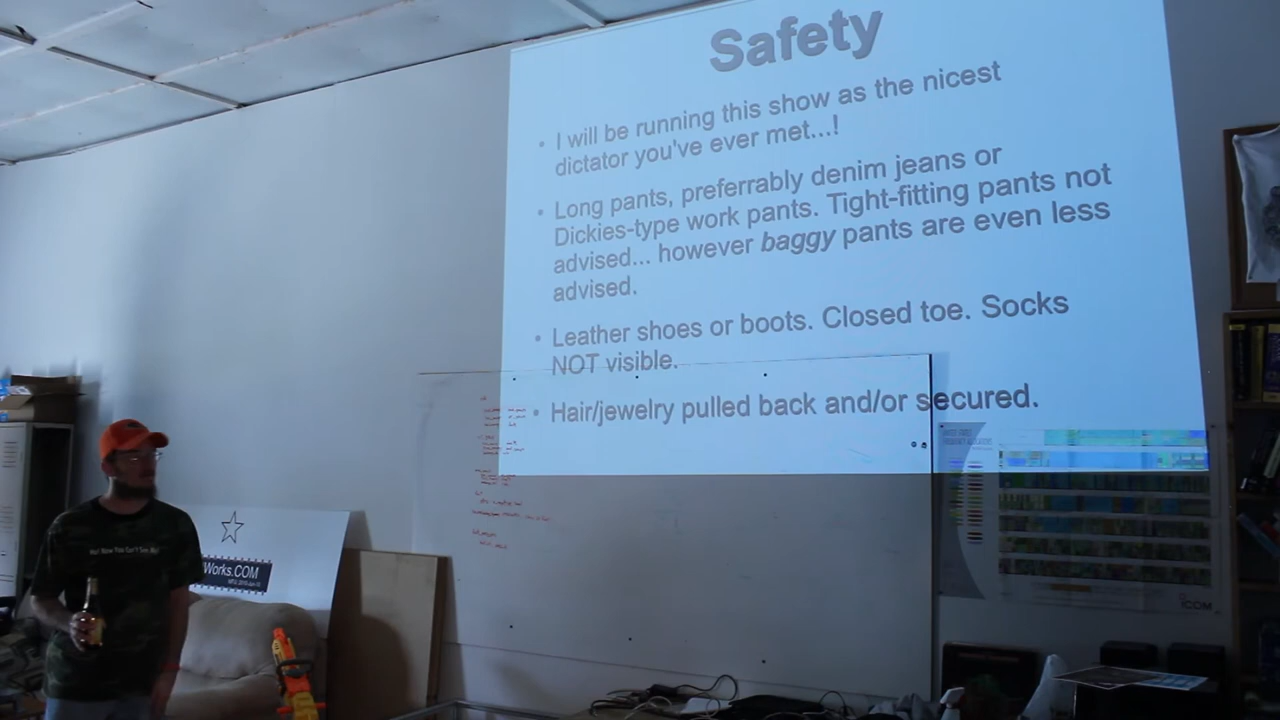 Safety
• I will be running this show as the nicest
dictator you've ever met...!
• Long pants, preferrably denim jeans or
Dickies-type work pants. Tight-fitting pants not
advised... however baggy pants are even less
advised.
• Leather shoes or boots. Closed toe. Socks
NOT visible.
• Hair/jewelry pulled back and/or secured.
Works.COM
ICOM